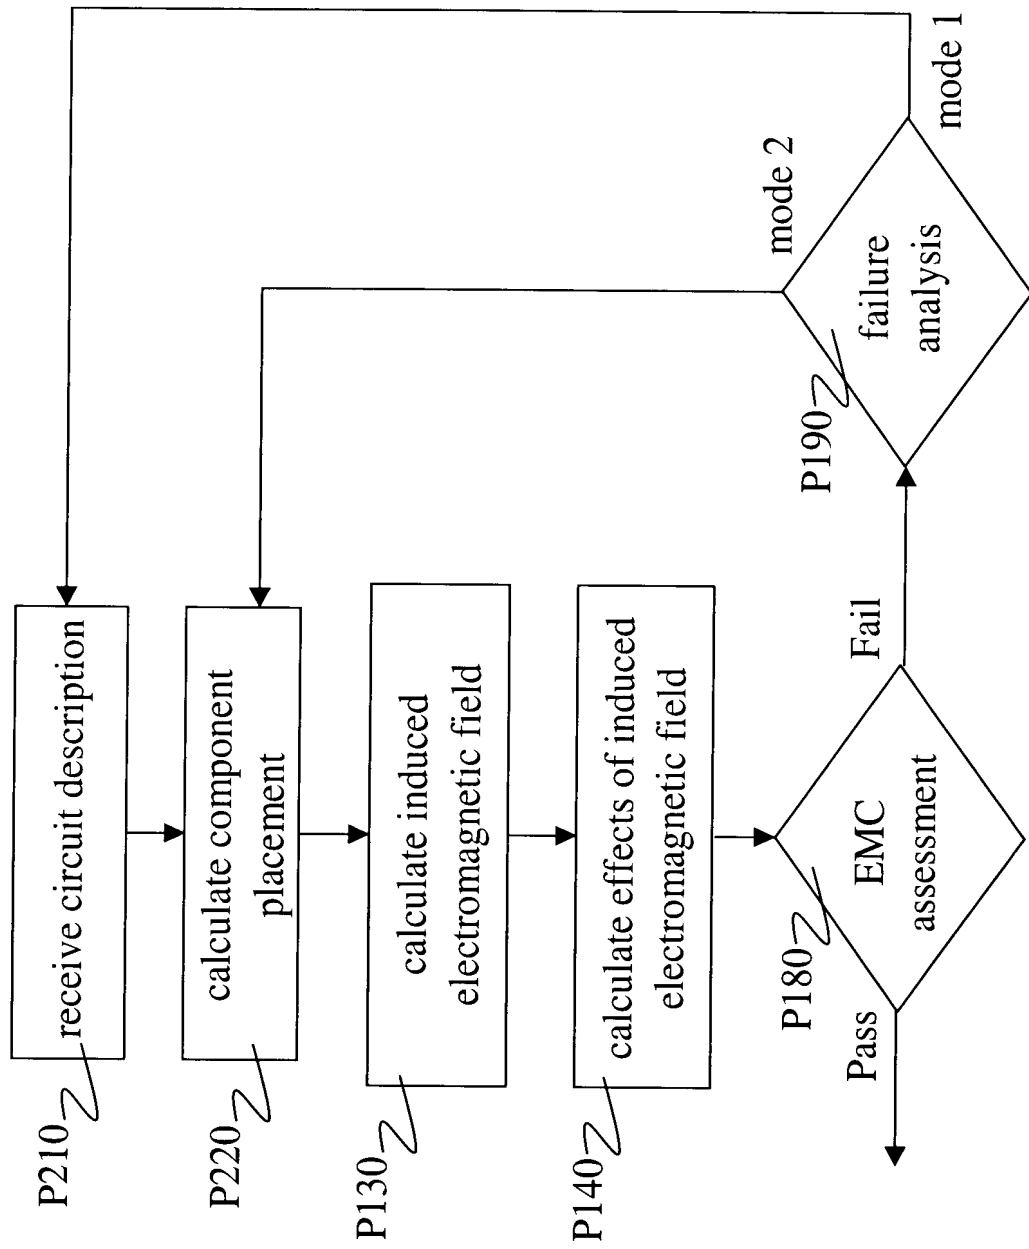 P210
receive circuit description
P220
calculate component
placement
P130
calculate induced
electromagnetic field
P140
calculate effects of induced
electromagnetic field
P180
EMC
assessment
Pass
Fail
P190
failure
analysis
mode 2
mode 1